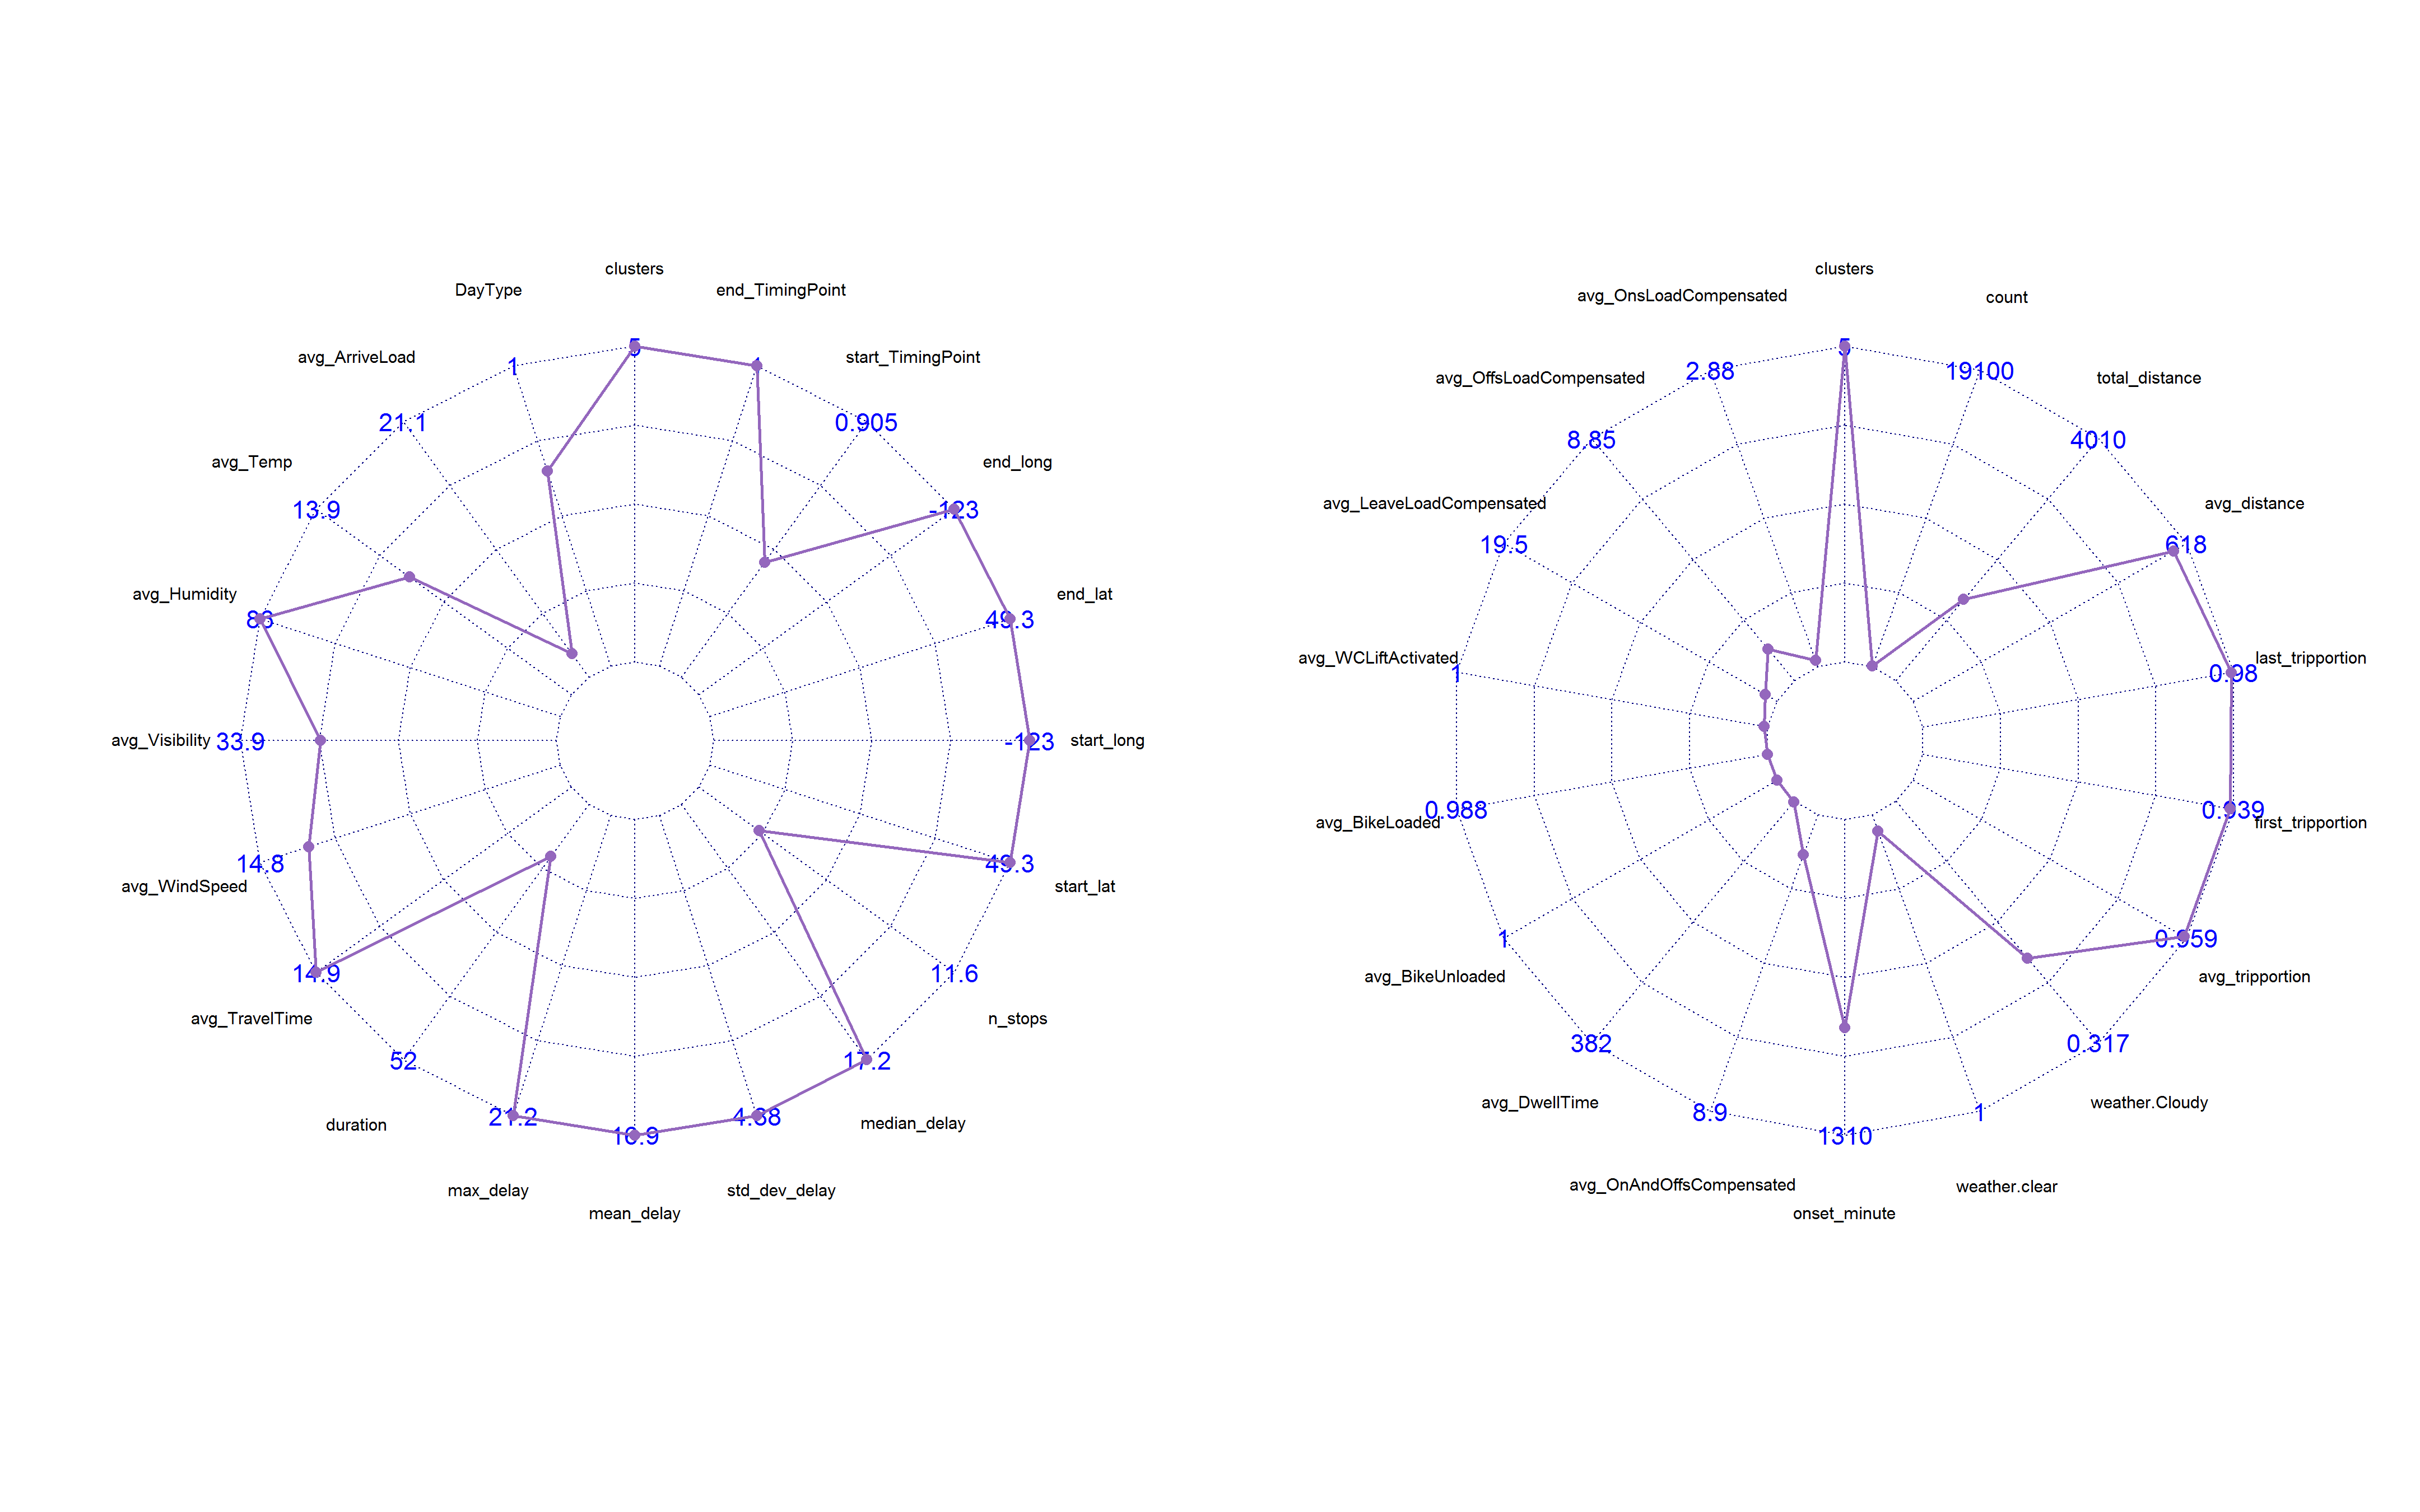 clusters
DayType
end_TimingPoint
avg_ArriveLoad
start_TimingPoint
avg_Temp
end_long
avg_Humidity
end_lat
avg_Visibility
start_long
avg_WindSpeed
start_lat
avg_TravelTime
n_stops
duration
median_delay
max_delay
std_dev_delay
mean_delay
5
1
1
21.1
0.905
13.9
-123
49.3
33.9
-123
14.8
49.3
14.9
11.6
52
17.2
21.2
clusters
avg_OnsLoadCompensated
count
avg_OffsLoadCompensated
total_distance
avg_LeaveLoadCompensated
avg_distance
avg_WCLiftActivated
last_tripportion
avg_BikeLoaded
first_tripportion
avg_BikeUnloaded
avg_tripportion
avg_DwellTime
weather.Cloudy
avg_OnAndOffsCompensated
weather.clear
onset_minute
5
2.88
19100
8.85
4010
19.5
618
1
0.98
0.988
0.939
1
0.959
382
0.317
8.9
1
1310